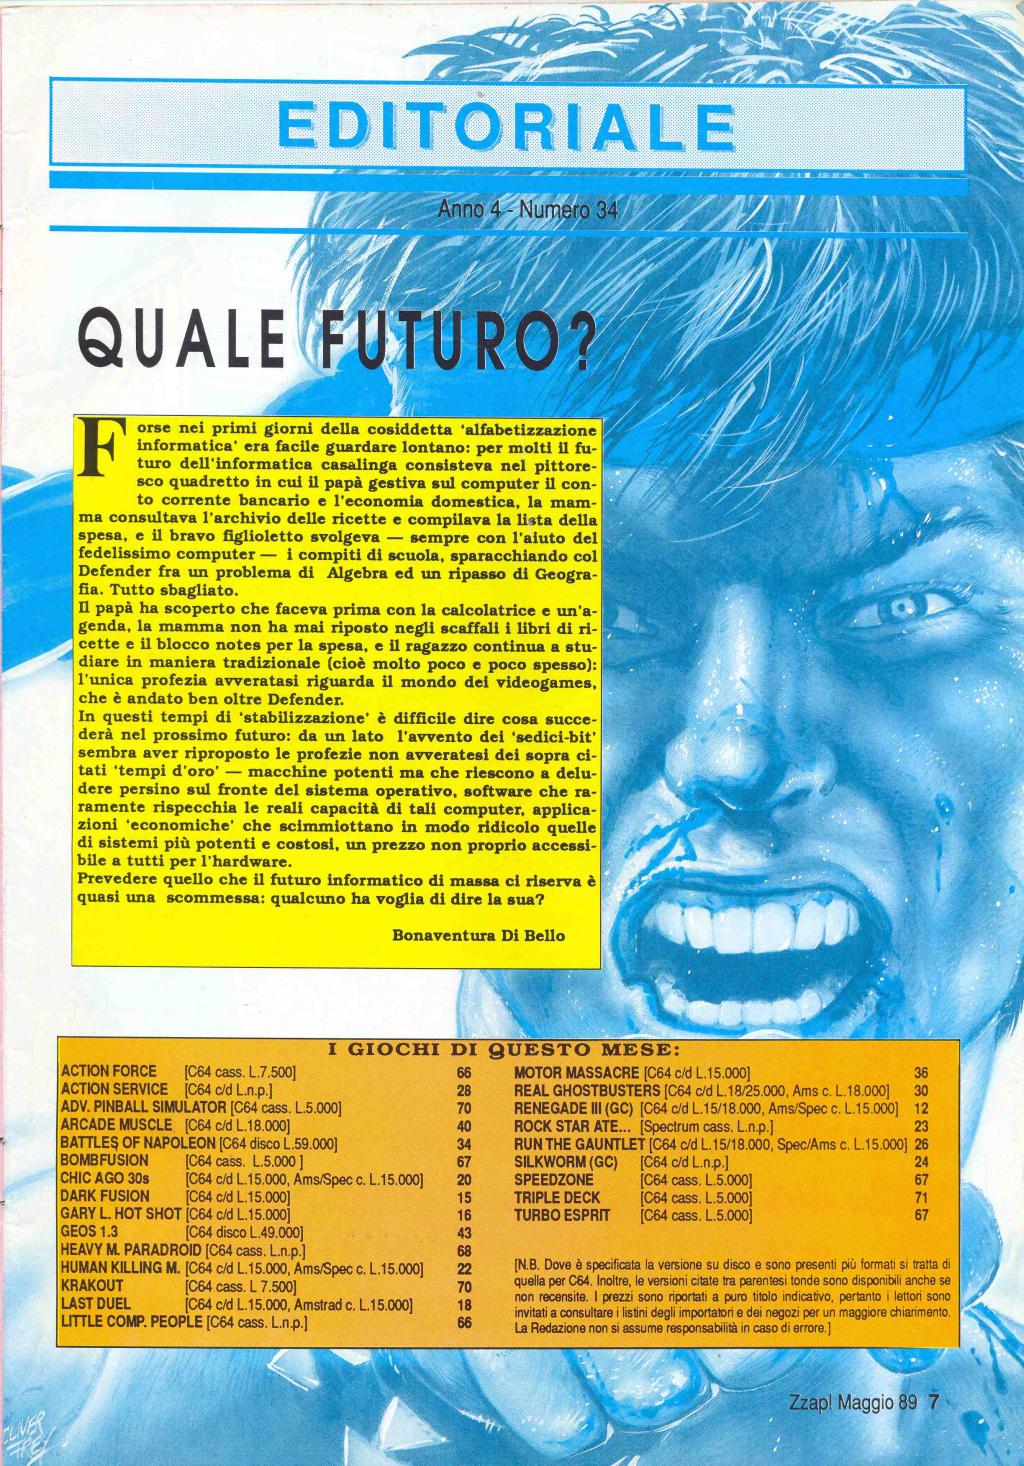 EDITORIALE
Anno 4 - Numero 34
QUALE FUTURO?
Forse nei primi giorni della cosiddetta 'alfabetizzazione
informatica' era facile guardare lontano: per molti il fu-
turo dell'informatica casalinga consisteva nel pittore-
sco quadretto in cui il papà gestiva sul computer il con-
to corrente bancario e l'economia domestica, la mam-
ma consultava l'archivio delle ricette e compilava la lista della
spesa, e il bravo figlioletto svolgeva — sempre con l'aiuto del
fedelissimo computer — i compiti di scuola, sparacchiando col
Defender fra un problema di Algebra ed un ripasso di Geogra-
fia. Tutto sbagliato.
Il papà ha scoperto che faceva prima con la calcolatrice e un'a-
genda, la mamma non ha mai riposto negli scaffali i libri di ri-
cette e il blocco notes per la spesa, e il ragazzo continua a stu-
diare in maniera tradizionale (cioè molto poco e poco spesso):
l'unica profezia avveratasi riguarda il mondo dei videogames,
che è andato ben oltre Defender.
In questi tempi di 'stabilizzazione' è difficile dire cosa succe-
derà nel prossimo futuro: da un lato l'avvento dei 'sedici-bit'
sembra aver riproposto le profezie non avveratesi dei sopra ci-
tati 'tempi d'oro' — macchine potenti ma che riescono a delu-
dere persino sul fronte del sistema operativo, software che ra-
ramente rispecchia le reali capacità di tali computer, applica-
zioni 'economiche' che scimmiottano in modo ridicolo quelle
di sistemi più potenti e costosi, un prezzo non proprio accessi-
bile a tutti per l'hardware.
Prevedere quello che il futuro informatico di massa ci riserva è
quasi una scommessa: qualcuno ha voglia di dire la sua?
Bonaventura Di Bello
I GIOCHI DI QUESTO MESE:
ACTION FORCE [C64 cass. L.7.500] 66
ACTION SERVICE [C64 c/d L.n.p.] 28
ADV. PINBALL SIMULATOR [C64 cass. L.5.000] 70
ARCADE MUSCLE [C64 c/d L.18.000] 40
BATTLES OF NAPOLEON [C64 disco L.59.000] 34
BOMBFUSION [C64 cass. L.5.000 ] 67
CHIC AGO 30s [C64 c/d L.15.000, Ams/Spec c. L.15.000] 20
DARK FUSION [C64 c/d L.15.000] 15
GARY L. HOT SHOT [C64 c/d L.15.000] 16
GEOS 1.3 [C64 disco L.49.000] 43
HEAVY M. PARADROID [C64 cass. L.n.p.] 68
HUMAN KILLING M. [C64 c/d L.15.000, Ams/Spec c. L.15.000] 22
KRAKOUT [C64 cass. L 7.500] 70
LAST DUEL [C64 c/d L.15.000, Amstrad c. L.15.000] 18
LITTLE COMP. PEOPLE [C64 cass. L.n.p.] 66
MOTOR MASSACRE [C64 c/d L.15.000] 36
REAL GHOSTBUSTERS [C64 c/d L.18/25.000, Ams c. L.18.000] 30
RENEGADE III (GC) [C64 c/d L.15/18.000, Ams/Spec c. L.15.000] 12
ROCK STAR ATE... [Spectrum cass. L.n.p.] 23
RUN THE GAUNTLET [C64 c/d L.15/18.000, Spec/Ams c. L.15.000] 26
SILKWORM (GC) [C64 c/d L.n.p.] 24
SPEEDZONE [C64 cass. L.5.000] 67
TRIPLE DECK [C64 cass. L.5.000] 71
TURBO ESPRIT [C64 cass. L.5.000] 67
[N.B. Dove è specificata la versione su disco e sono presenti più formati si tratta di
quella per C64. Inoltre, le versioni citate tra parentesi tonde sono disponibili anche se
non recensite. I prezzi sono riportati a puro titolo indicativo, pertanto i lettori sono
invitati a consultare i listini degli importatori e dei negozi per un maggiore chiarimento.
La Redazione non si assume responsabilità in caso di errore.]
Zzap! Maggio 89 7
OLIVER
FREY